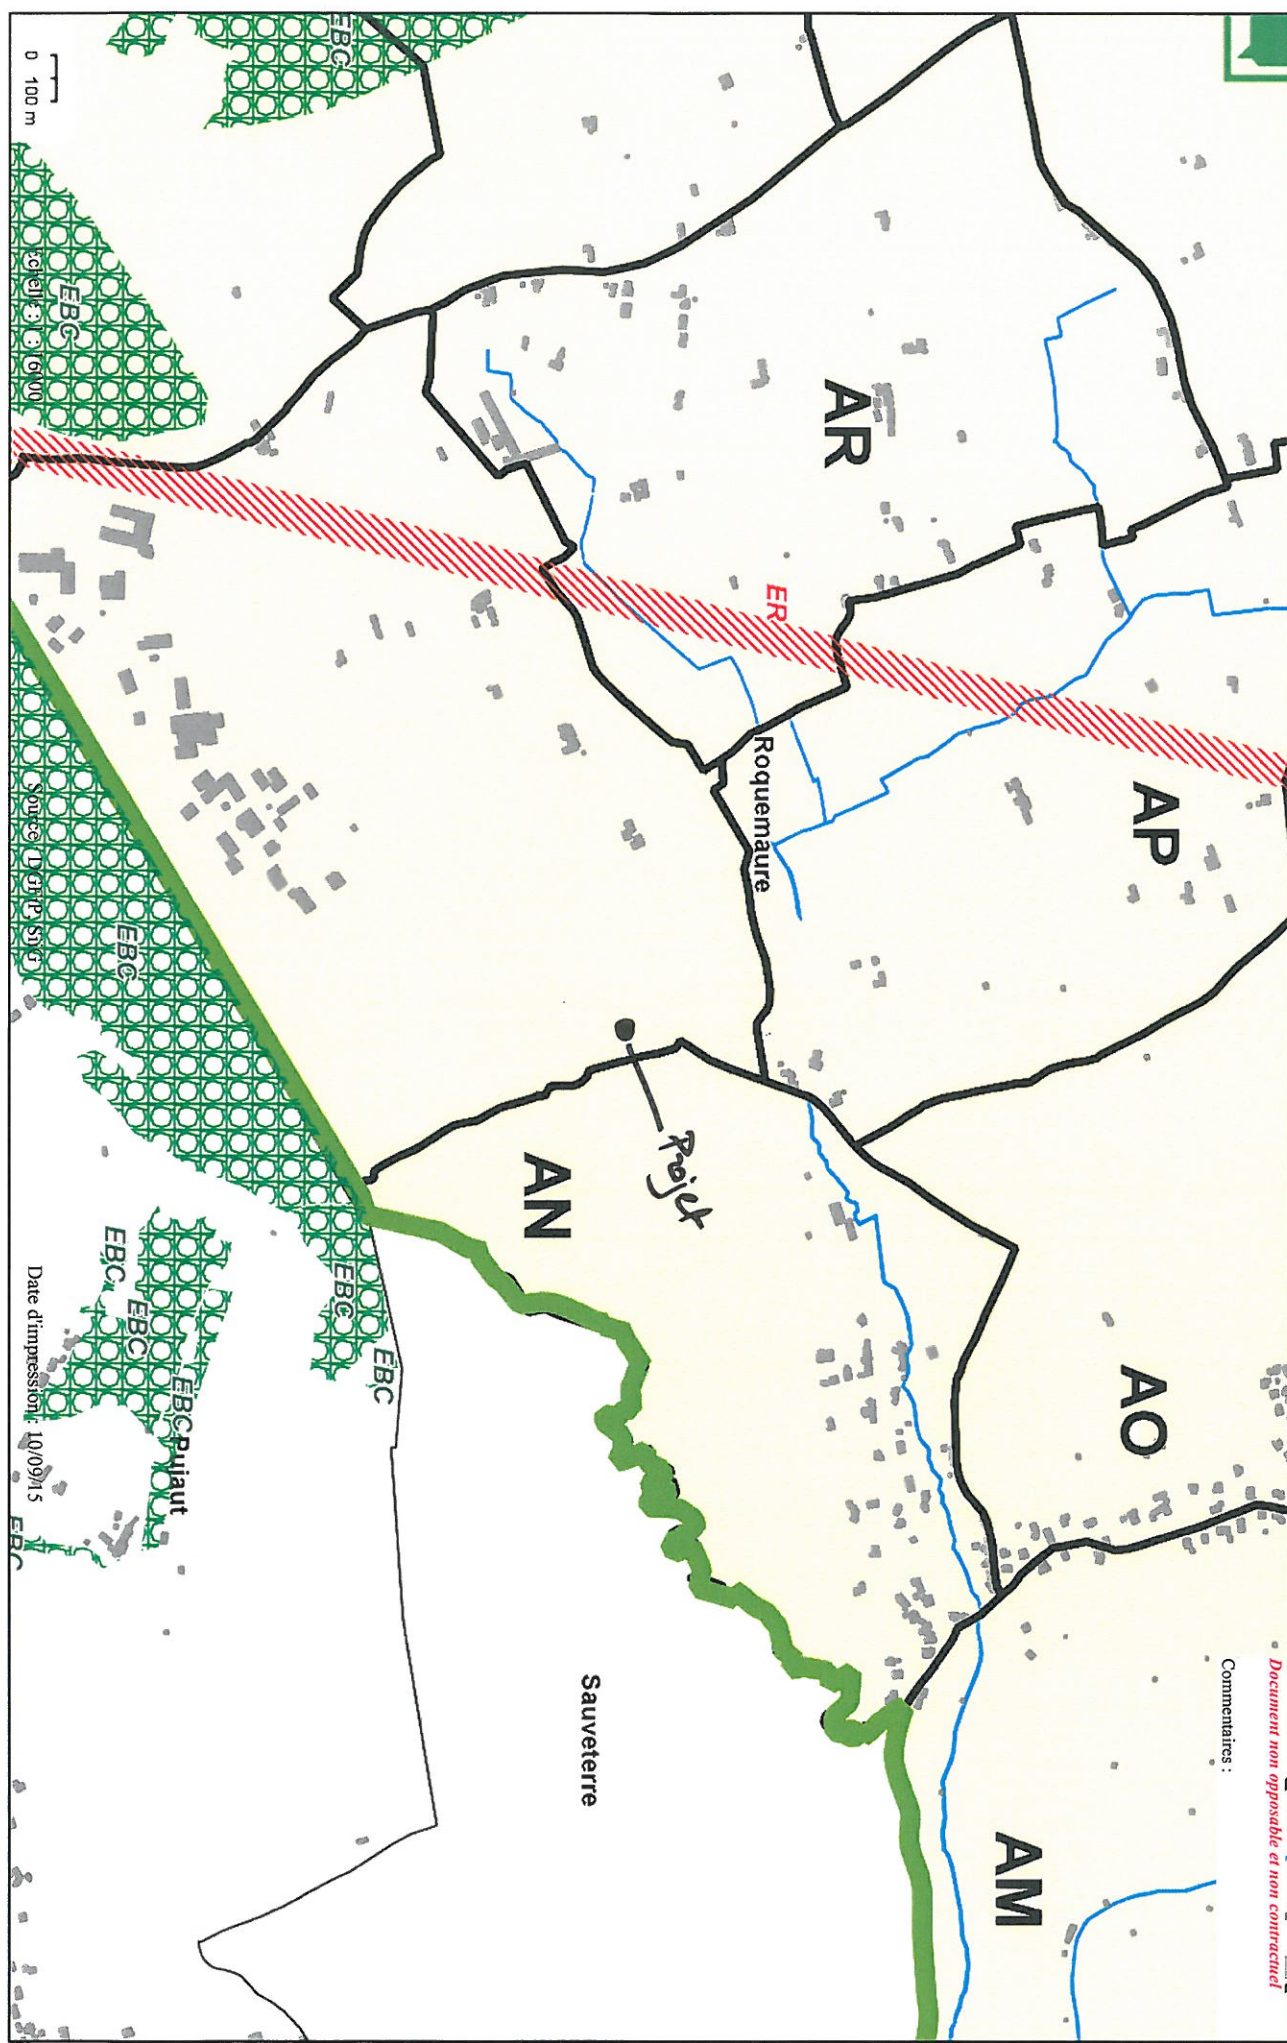 Document non opposable et non contractuel
Commentaires :
AP
AO
AM
AR
ER
Roquemaure
Projet
AN
Sauveterre
EBC
EBC
EBC
EBC
EBC
EBC
EBC
EBC
Pujaut
EBC
0 100 m
Echelle : 1 : 16000
Source : DGFIP, SIIG
Date d'impression : 10/09/15